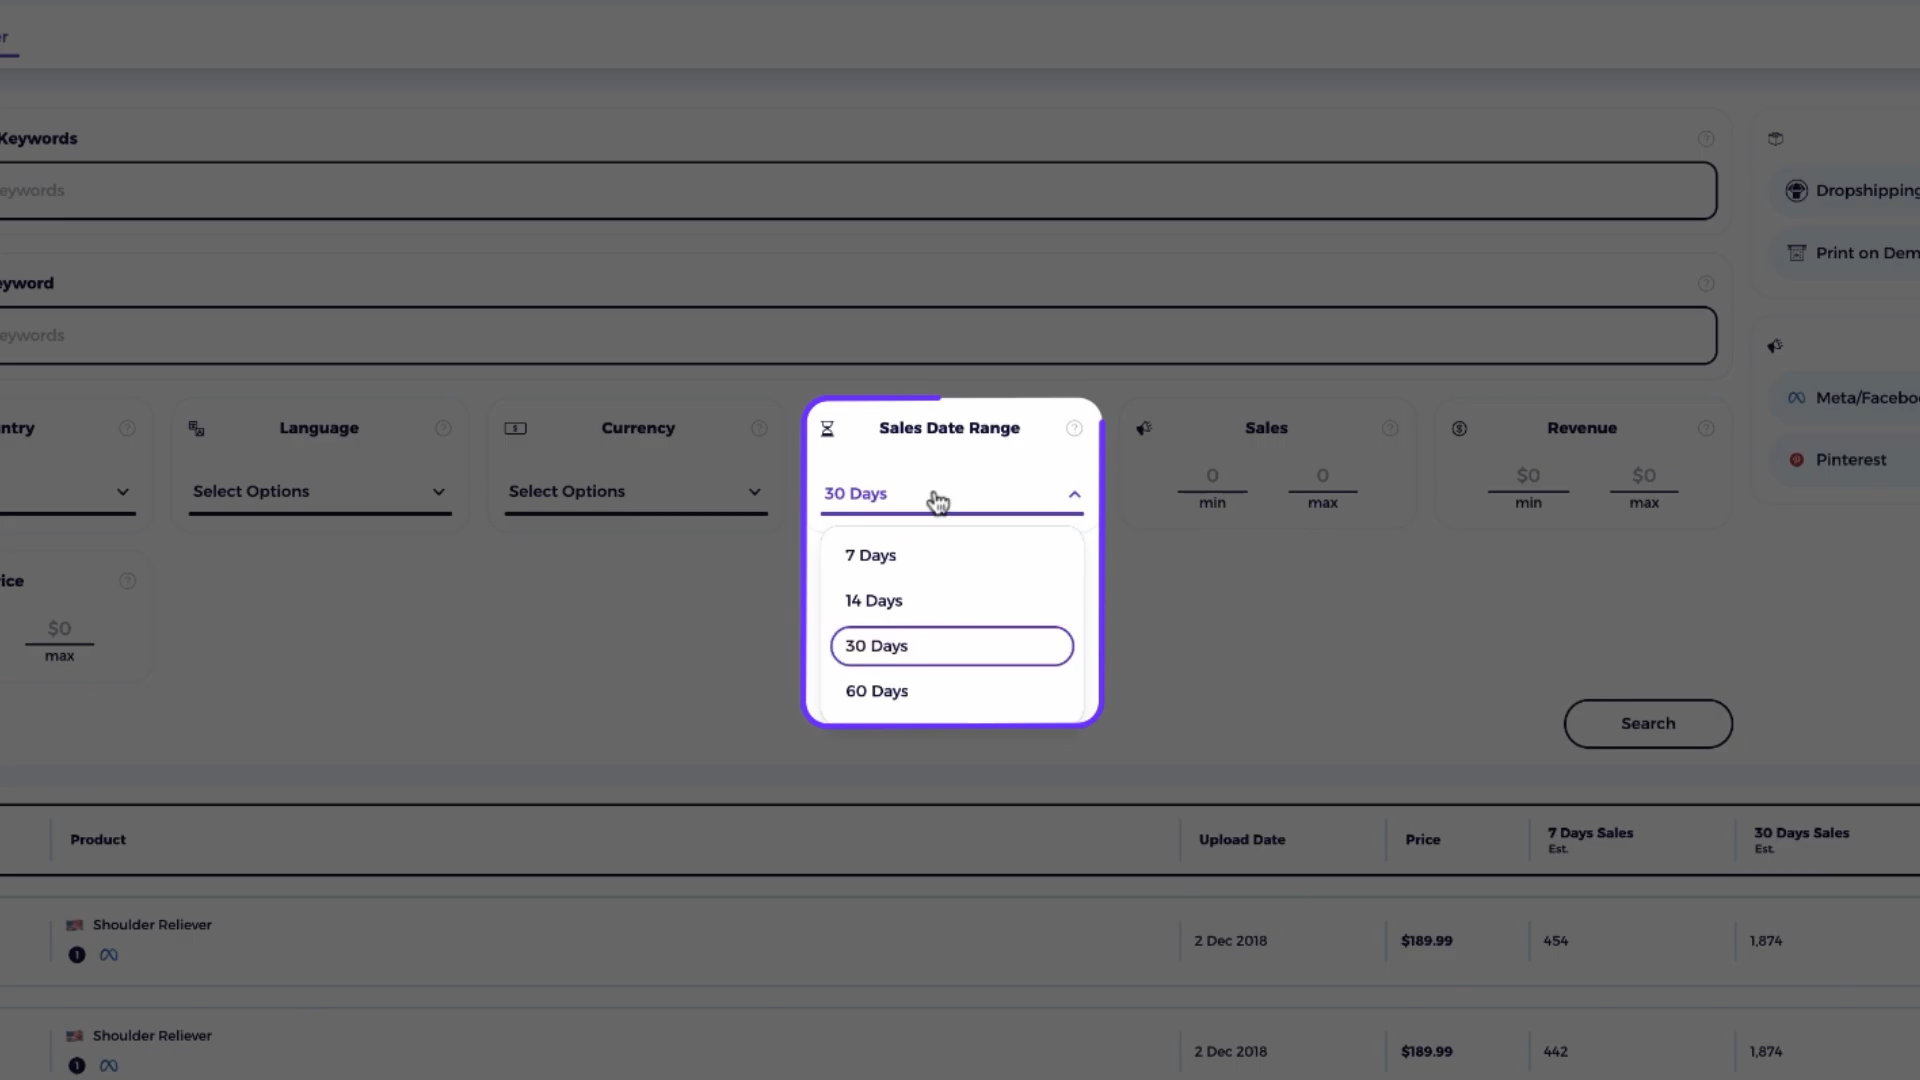 er
Keywords
eywords
Dropshipping
Print on Dem
eyword
eywords
Meta/Facebo
Pinterest
ntry
Language
Select Options
Currency
Select Options
Sales Date Range
30 Days
7 Days
14 Days
30 Days
60 Days
Sales
0 0
min max
Revenue
$0 $0
min max
ice
$0
max
Search
Product Upload Date Price 7 Days Sales Est. 30 Days Sales Est.
Shoulder Reliever 2 Dec 2018 $189.99 454 1,874
1
Shoulder Reliever 2 Dec 2018 $189.99 442 1,874
1